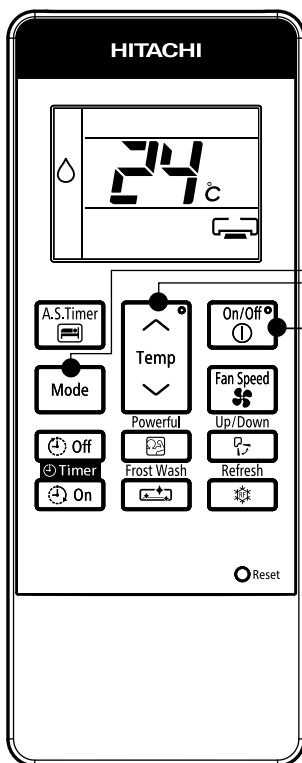 HITACHI
24°C
A.S.Timer
Temp
On/Off
Mode
Fan Speed
Powerful
Up/Down
Off
Timer
Frost Wash
Refresh
On
Reset